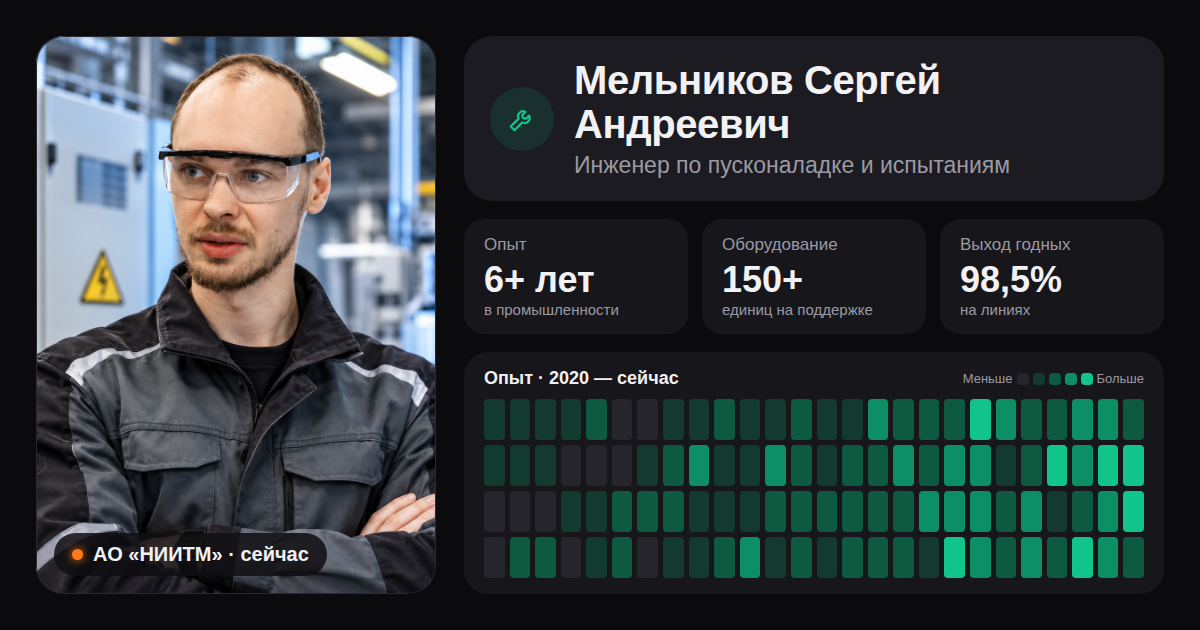 Мельников Сергей
Андреевич
Инженер по пусконаладке и испытаниям
Опыт
6+ лет
в промышленности
Оборудование
150+
единиц на поддержке
Выход годных
98,5%
на линиях
Опыт · 2020 — сейчас
Меньше Больше
АО «НИИТМ» · сейчас